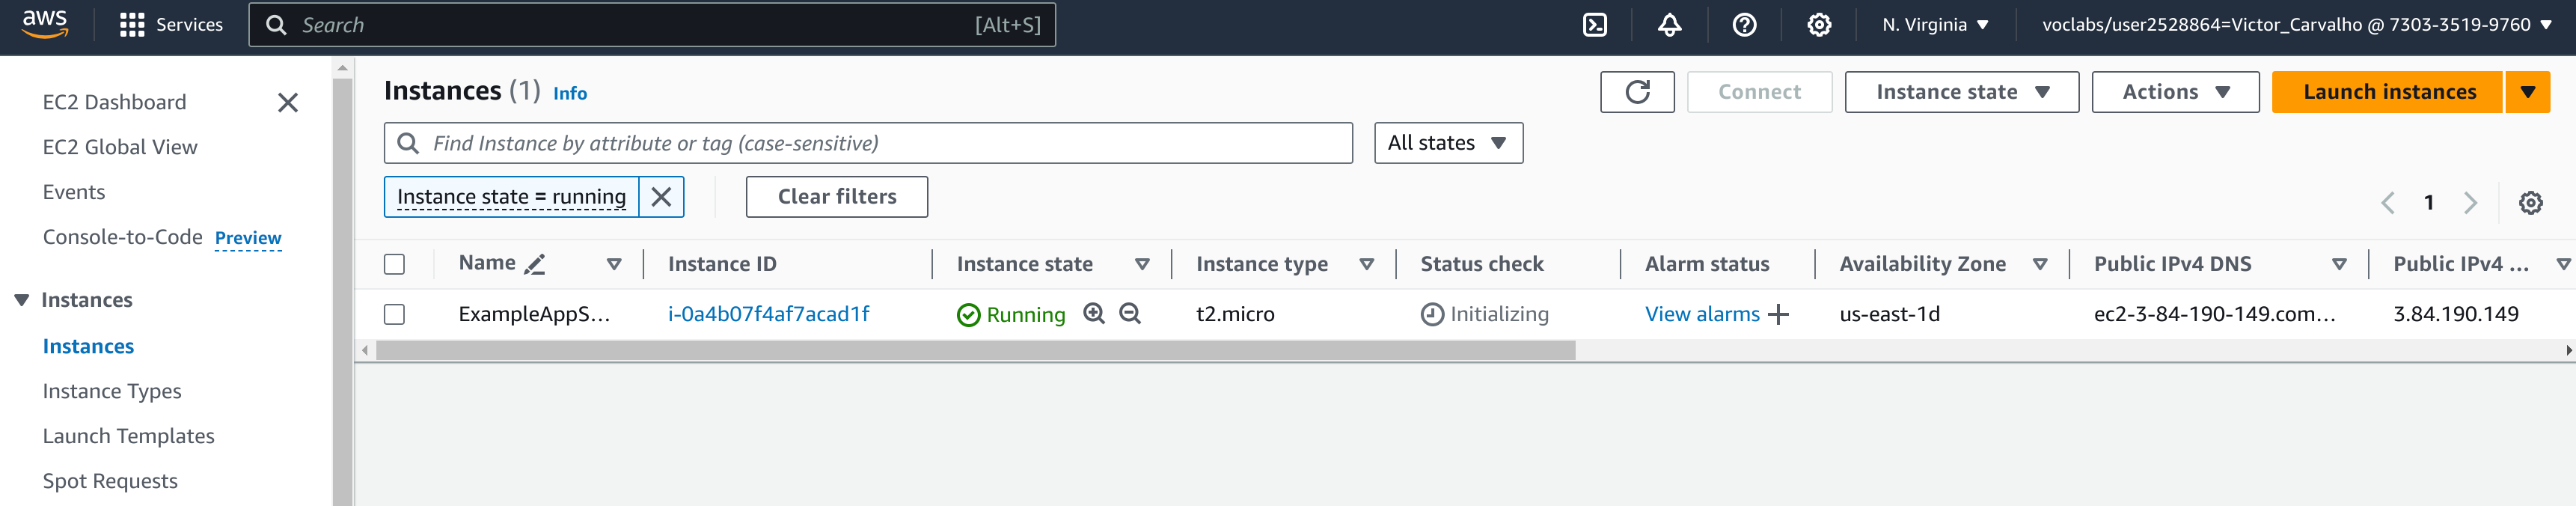 aws Services Search [Alt+S] N. Virginia voclabs/user2528864=Victor_Carvalho @ 7303-3519-9760
EC2 Dashboard
EC2 Global View
Events
Console-to-Code Preview
Instances
Instances
Instance Types
Launch Templates
Spot Requests
Instances (1) Info Connect Instance state Actions Launch instances
Find Instance by attribute or tag (case-sensitive) All states
Instance state = running Clear filters 1
Name Instance ID Instance state Instance type Status check Alarm status Availability Zone Public IPv4 DNS Public IPv4 ...
ExampleAppS... i-0a4b07f4af7acad1f Running t2.micro Initializing View alarms us-east-1d ec2-3-84-190-149.com... 3.84.190.149